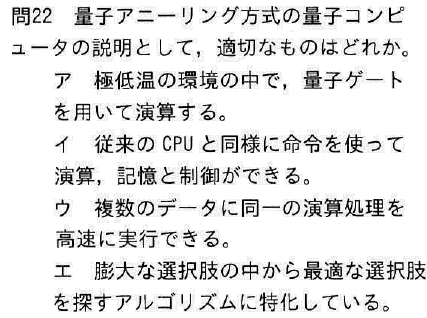 問22　量子アニーリング方式の量子コンピ
ュータの説明として，適切なものはどれか。
ア　極低温の環境の中で，量子ゲート
を用いて演算する。
イ　従来の CPU と同様に命令を使って
演算，記憶と制御ができる。
ウ　複数のデータに同一の演算処理を
高速に実行できる。
エ　膨大な選択肢の中から最適な選択肢
を探すアルゴリズムに特化している。